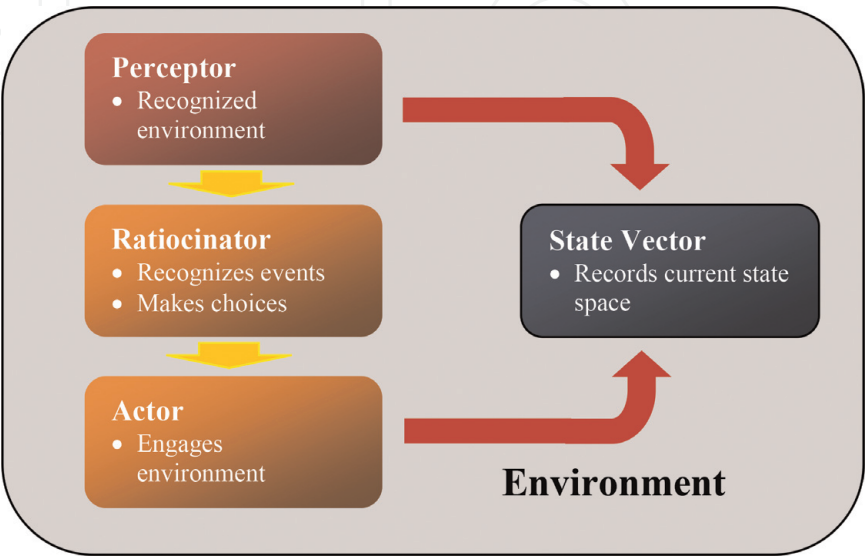 Perceptor
• Recognized
environment
Ratiocinator
• Recognizes events
• Makes choices
Actor
• Engages
environment
State Vector
• Records current state
space
Environment